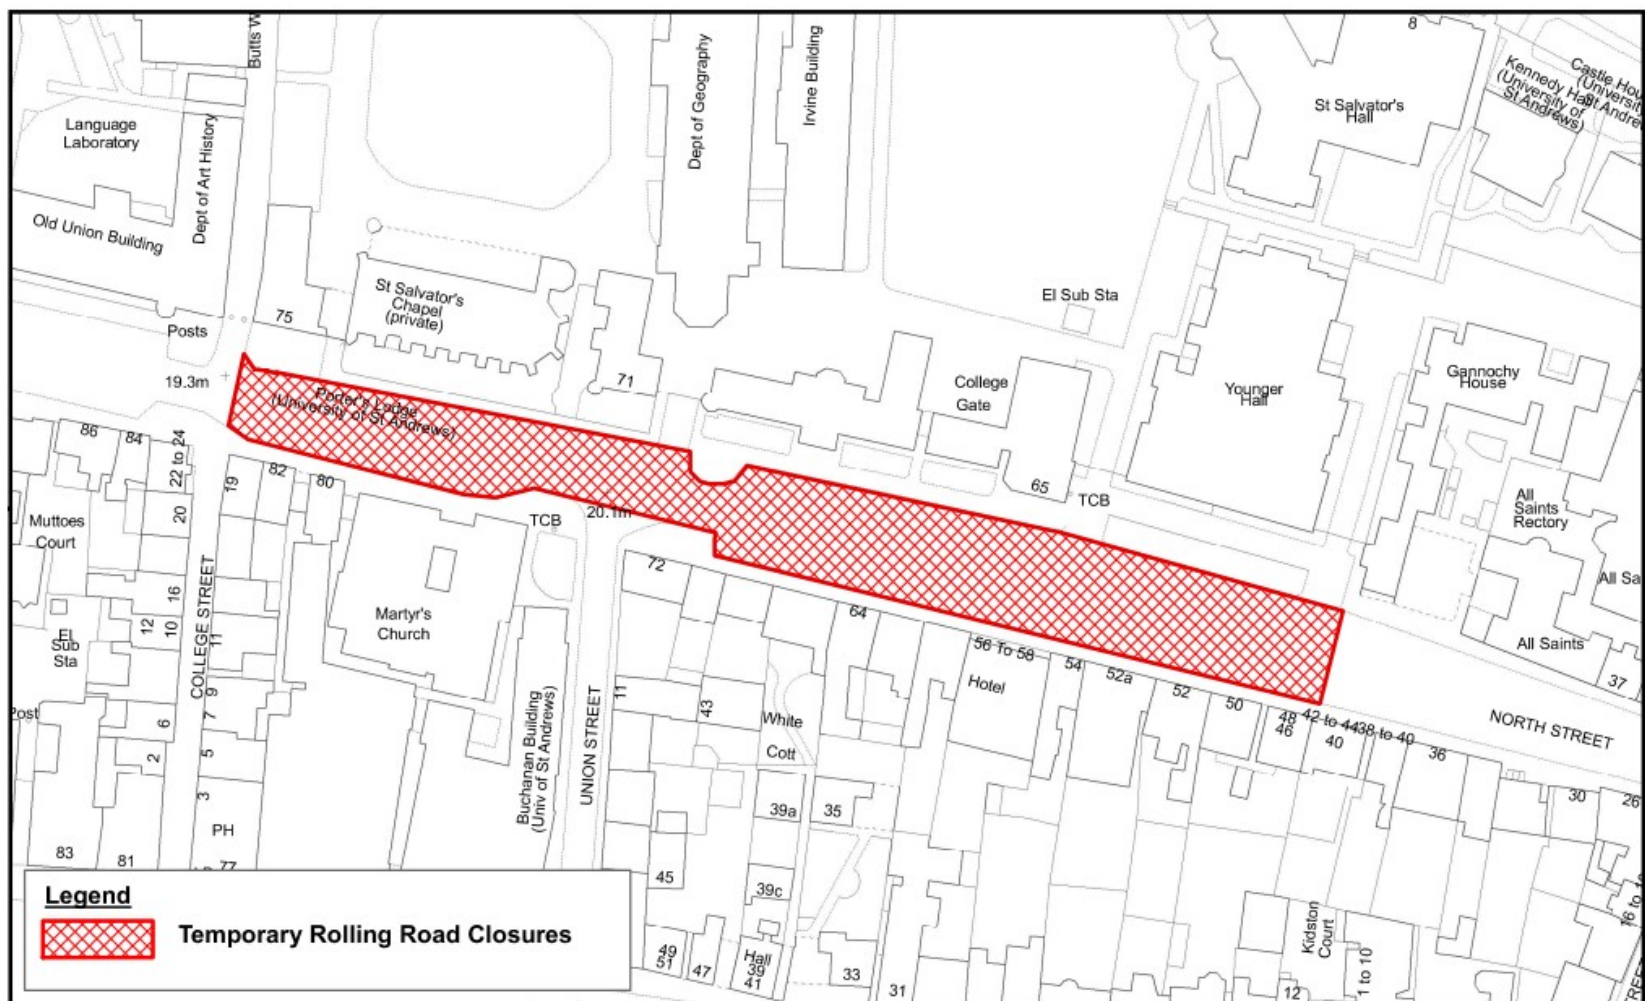 Butts W
8
Castle Hou
(University
St Andre
Kennedy Hall
(University of
St Andrews)
Dept of Geography
Irvine Building
St Salvator's
Hall
Language
Laboratory
Dept of Art History
Old Union Building
St Salvator's
Chapel
(private)
75
El Sub Sta
Posts
19.3m
71
College
Gate
Younger
Hall
Gannochy
House
Porter's Lodge
(University of St Andrews)
86
84
22 to 24
82
80
19
20
65
TCB
All
Saints
Rectory
All Sa
Muttoes
Court
TCB
20.1m
72
COLLEGE STREET
16
12
10
11
El
Sub
Sta
Martyr's
Church
64
56 To 58
54
52a
52
50
48
46
42 to 44
40
38 to 40
36
All Saints
37
NORTH STREET
Hotel
Post
9
7
6
5
2
3
11
43
White
Cott
UNION STREET
Buchanan Building
(Univ of St Andrews)
39a
35
30
26
PH
83
81
77
45
39c
49
51
47
Hall
39
41
33
31
Kidston
Court
12
1 to 10
16 to
Legend
Temporary Rolling Road Closures